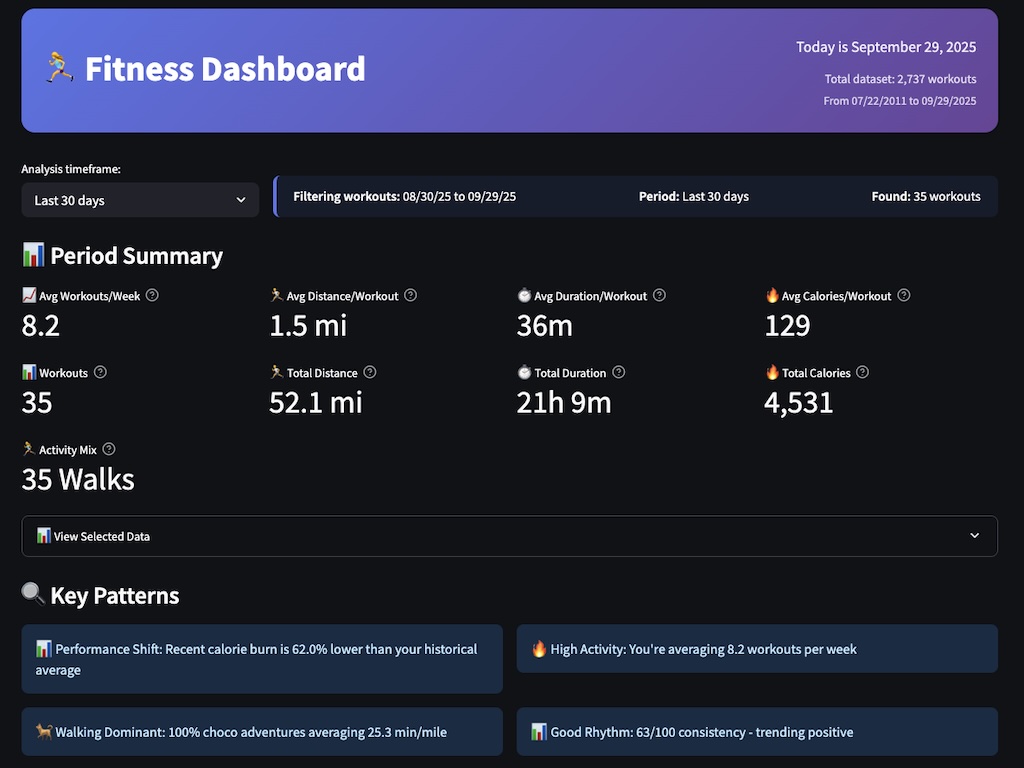 Fitness Dashboard
Today is September 29, 2025
Total dataset: 2,737 workouts
From 07/22/2011 to 09/29/2025
Analysis timeframe:
Last 30 days
Filtering workouts: 08/30/25 to 09/29/25
Period: Last 30 days
Found: 35 workouts
Period Summary
Avg Workouts/Week
8.2
Avg Distance/Workout
1.5 mi
Avg Duration/Workout
36m
Avg Calories/Workout
129
Workouts
35
Total Distance
52.1 mi
Total Duration
21h 9m
Total Calories
4,531
Activity Mix
35 Walks
View Selected Data
Key Patterns
Performance Shift: Recent calorie burn is 62.0% lower than your historical
average
High Activity: You're averaging 8.2 workouts per week
Walking Dominant: 100% choco adventures averaging 25.3 min/mile
Good Rhythm: 63/100 consistency - trending positive